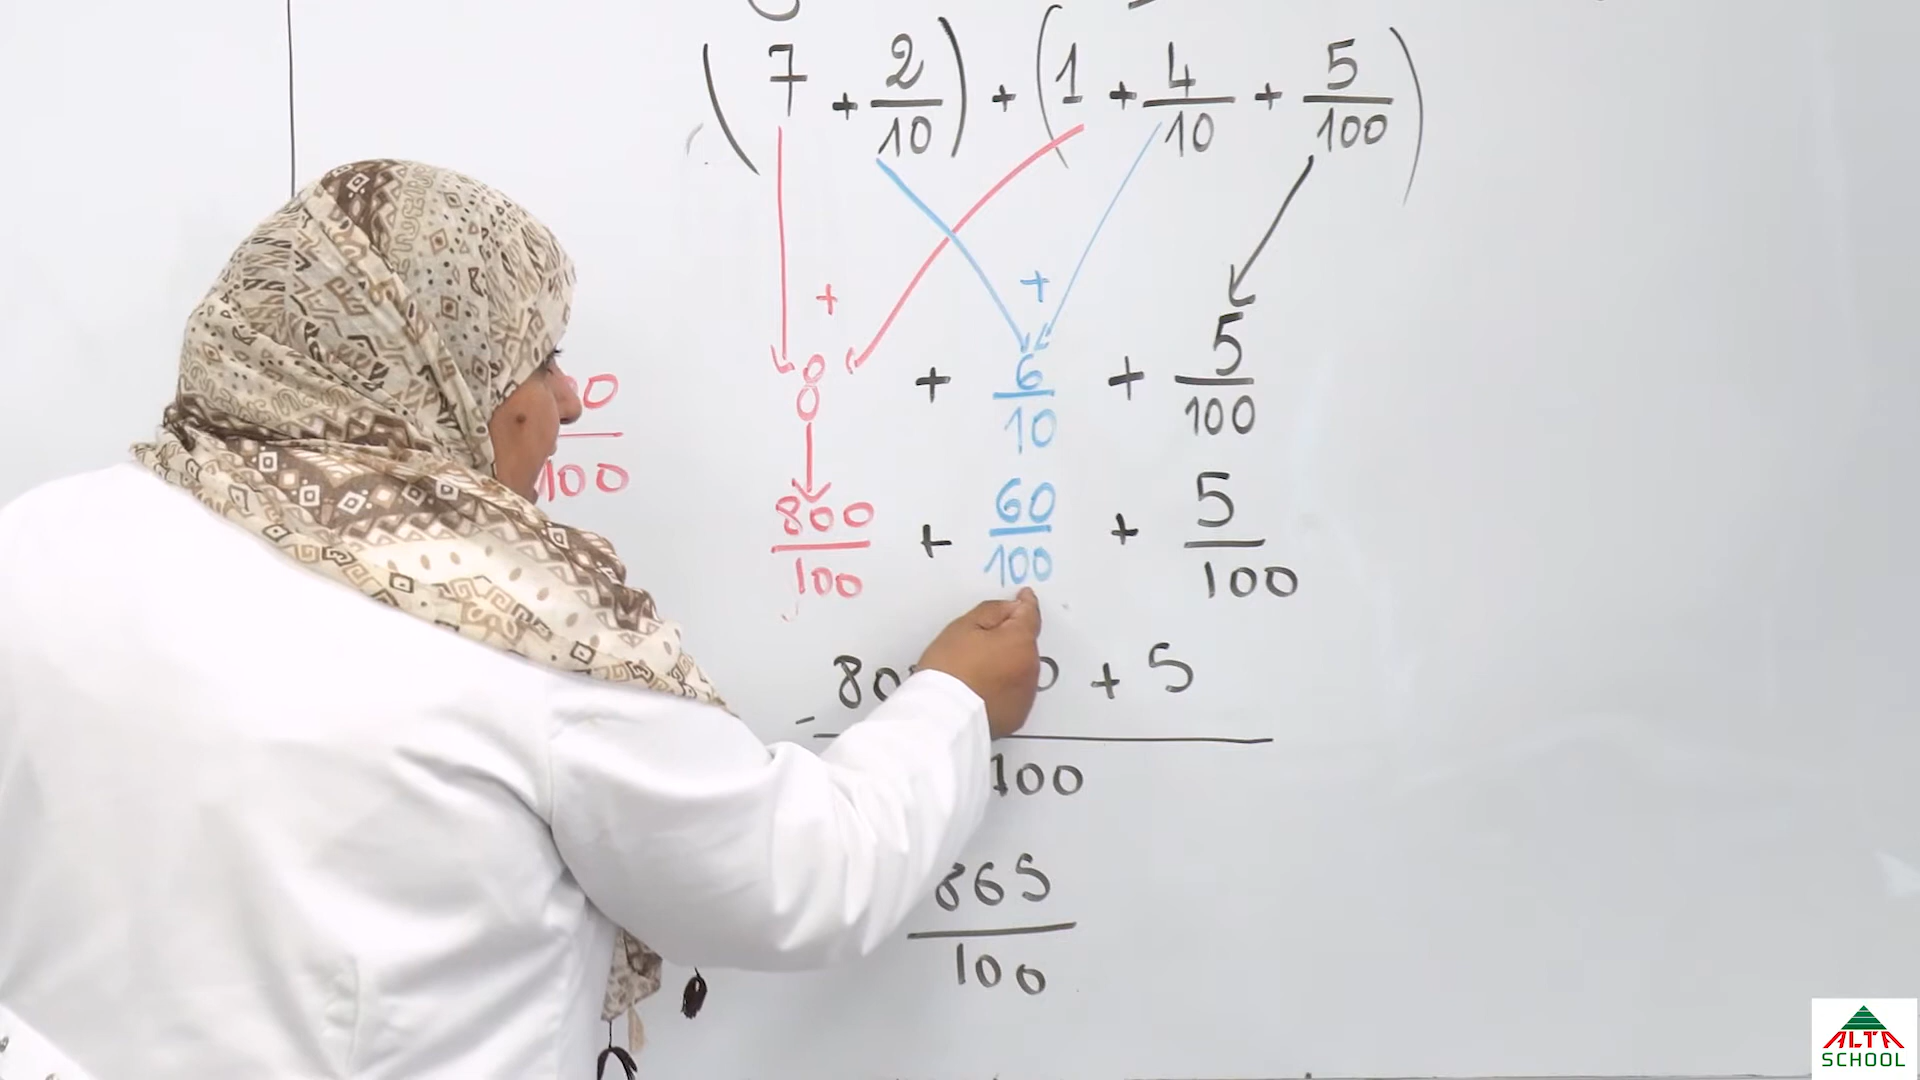 (7 + 2/10) + (1 + 4/10 + 5/100)
+ +
8 + 6/10 + 5/100
800/100 + 60/100 + 5/100
100
+ 5
100
865/100
ALTA
SCHOOL